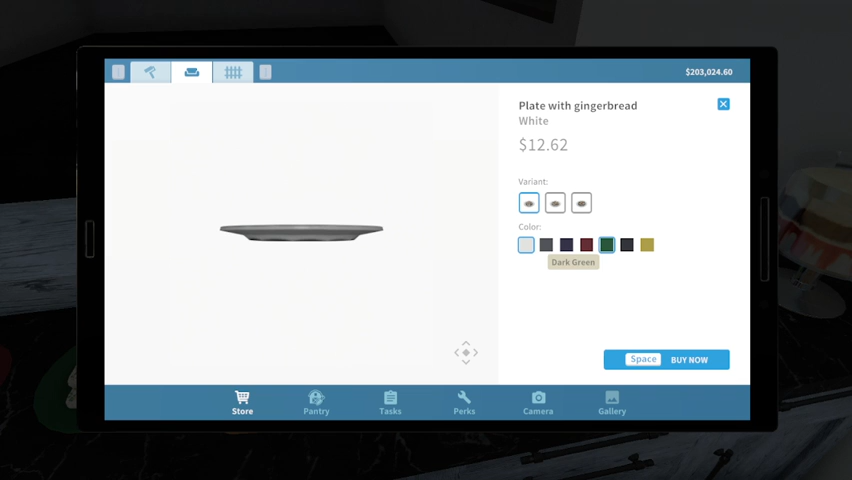 $203,024.60
Plate with gingerbread
White
$12.62
Variant:
Color:
Dark Green
Space BUY NOW
Store Pantry Tasks Perks Camera Gallery